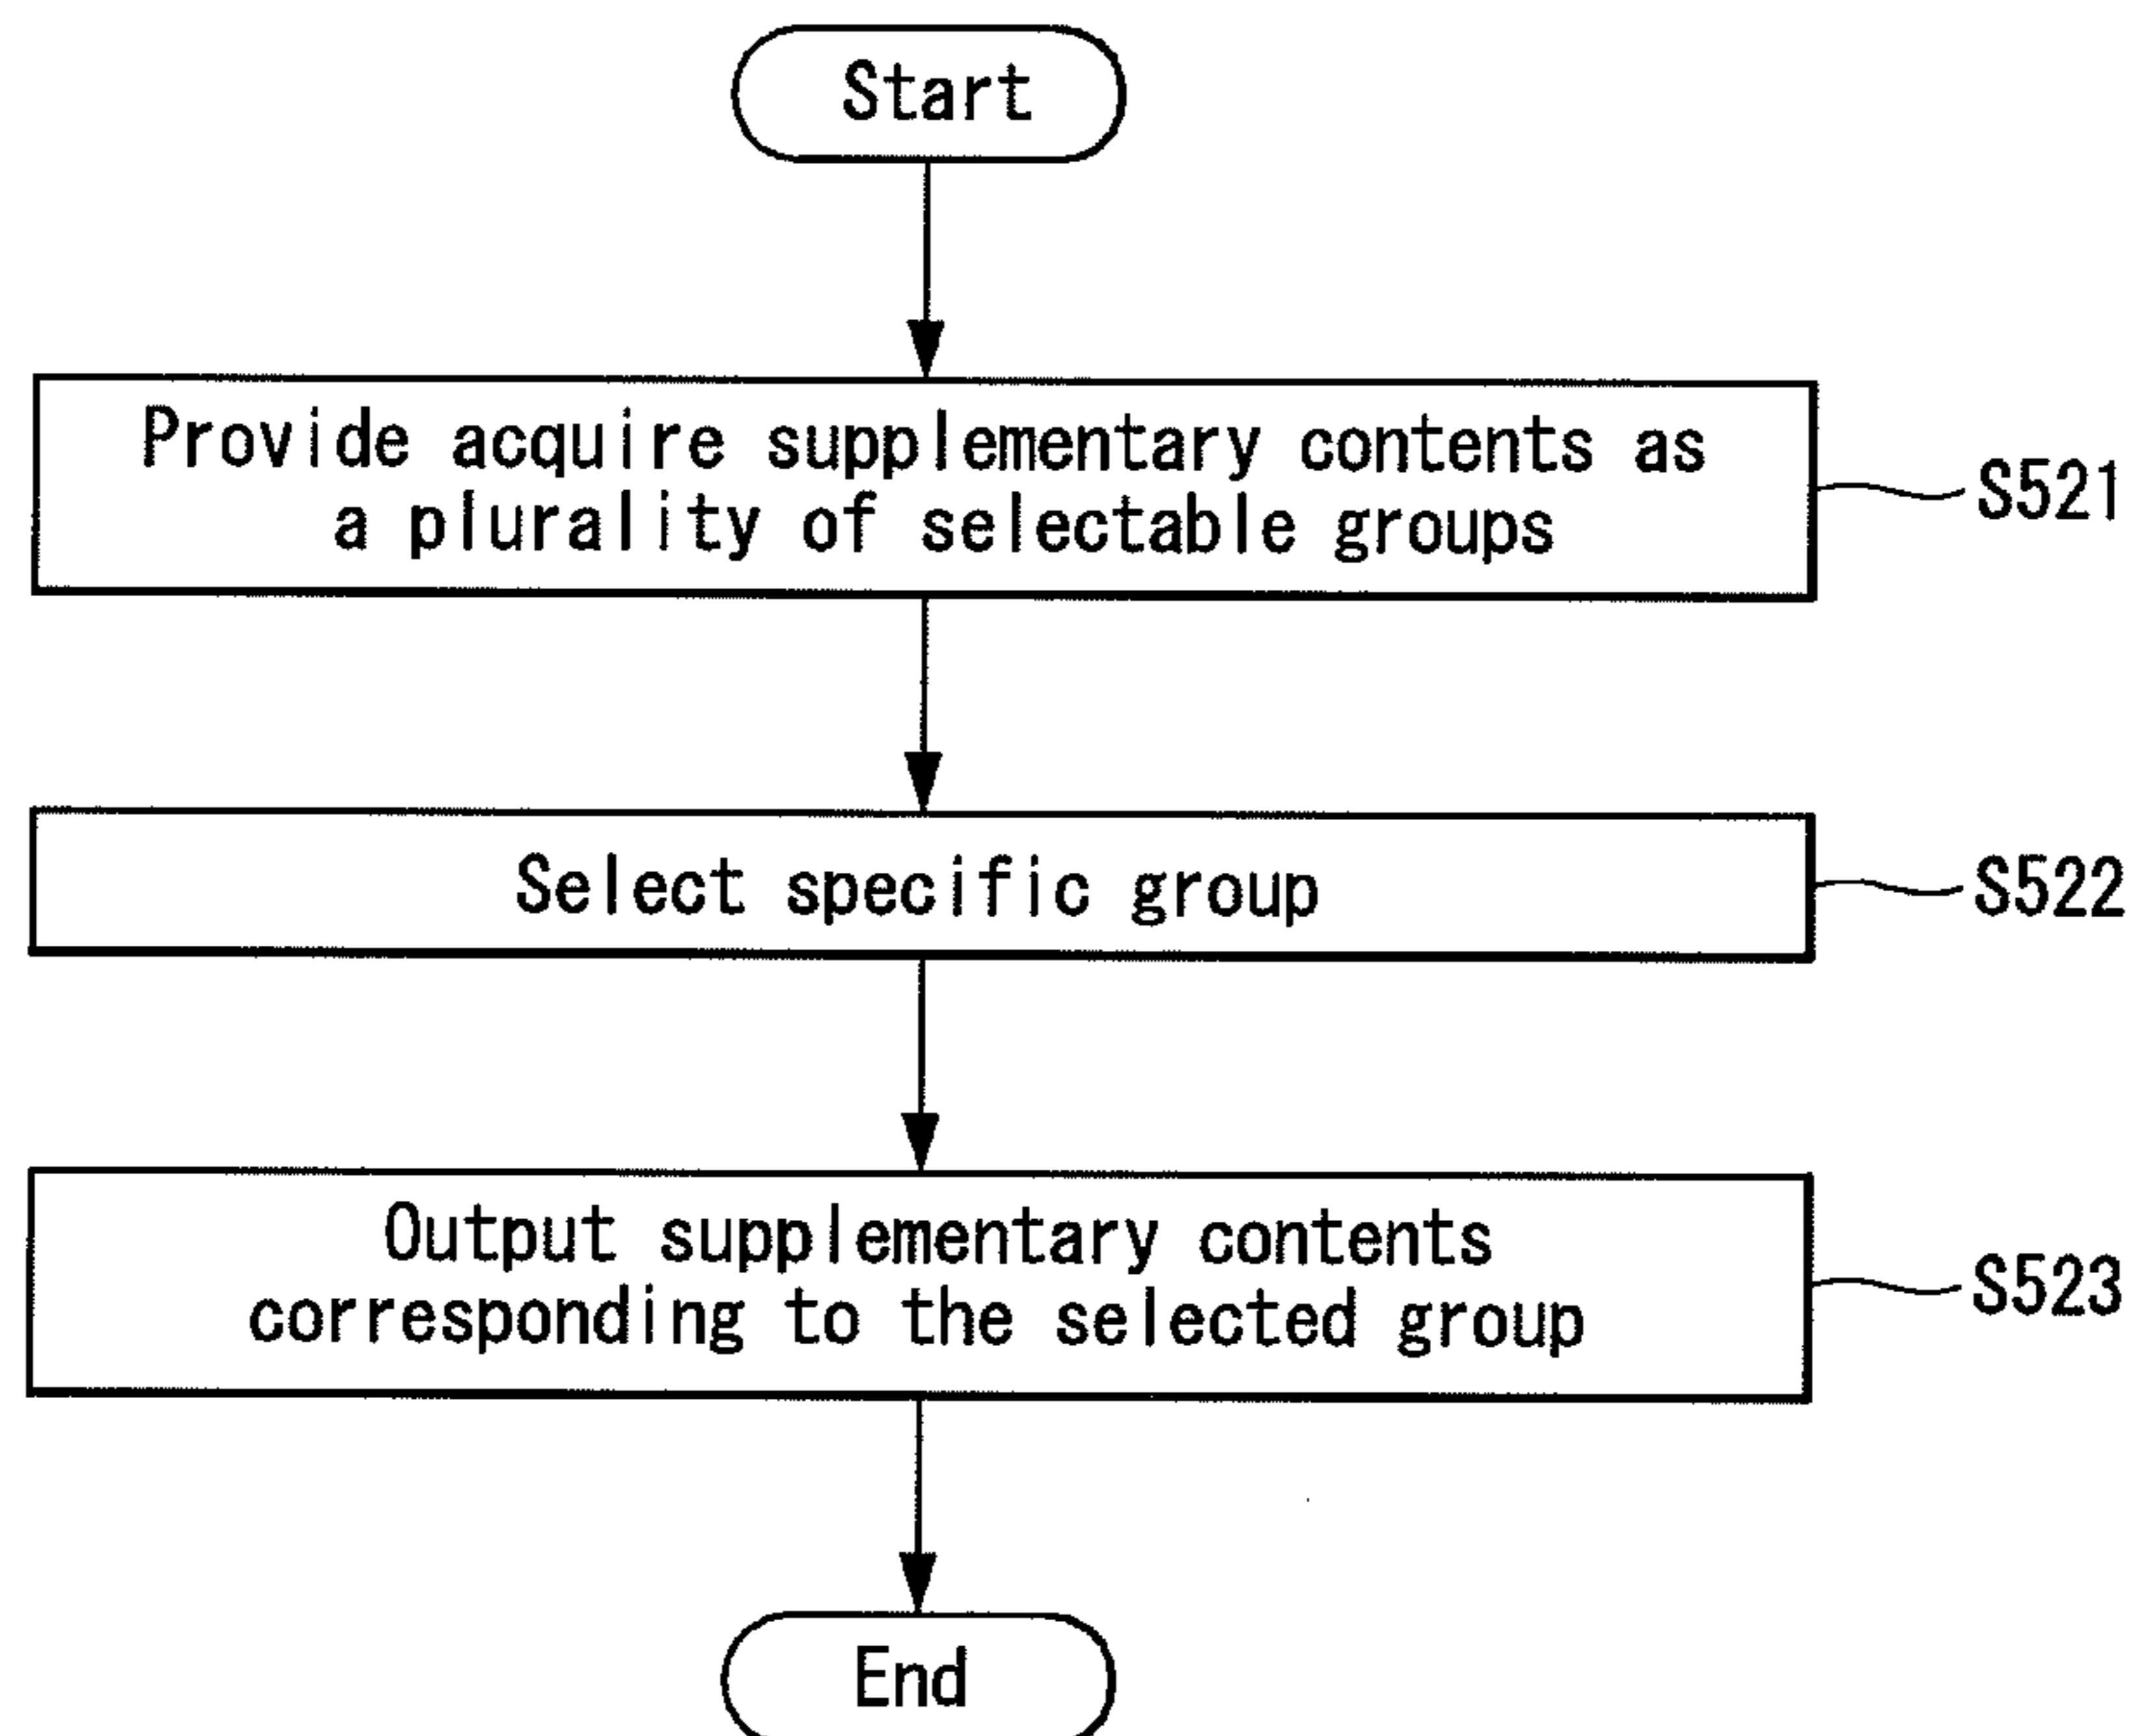 Start
Provide acquire supplementary contents as
a plurality of selectable groups
S521
Select specific group
S522
Output supplementary contents
corresponding to the selected group
S523
End